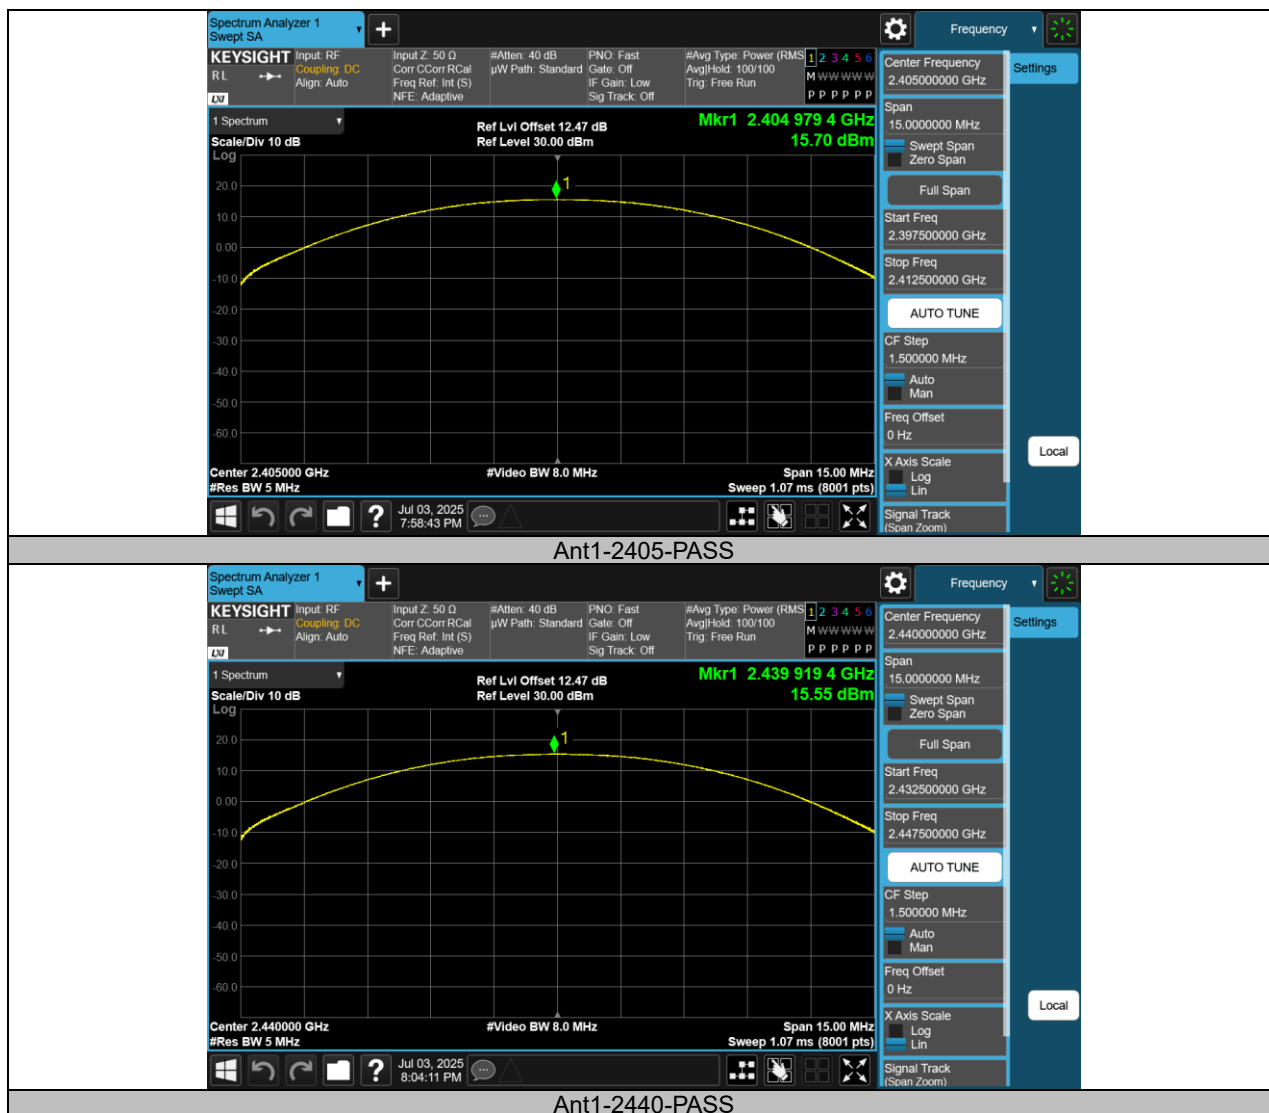 Spectrum Analyzer 1
Swept SA
Frequency
KEYSIGHT
RL
LXI
Input: RF
Coupling: DC
Align: Auto
Input Z: 50 Ω
Corr CCorr RCal
Freq Ref: Int (S)
NFE: Adaptive
#Atten: 40 dB
µW Path: Standard
PNO: Fast
Gate: Off
IF Gain: Low
Sig Track: Off
#Avg Type: Power (RMS
Avg|Hold: 100/100
Trig: Free Run
1 2 3 4 5 6
M W W W W W
P P P P P P
1 Spectrum
Scale/Div 10 dB
Ref Lvl Offset 12.47 dB
Ref Level 30.00 dBm
Mkr1 2.404 979 4 GHz
15.70 dBm
Log
1
20.0
10.0
0.00
-10.0
-20.0
-30.0
-40.0
-50.0
-60.0
Center 2.405000 GHz
#Res BW 5 MHz
#Video BW 8.0 MHz
Span 15.00 MHz
Sweep 1.07 ms (8001 pts)
Jul 03, 2025
7:58:43 PM
Center Frequency
2.405000000 GHz
Span
15.0000000 MHz
Swept Span
Zero Span
Full Span
Start Freq
2.397500000 GHz
Stop Freq
2.412500000 GHz
AUTO TUNE
CF Step
1.500000 MHz
Auto
Man
Freq Offset
0 Hz
X Axis Scale
Log
Lin
Signal Track
(Span Zoom)
Settings
Local
Ant1-2405-PASS
Spectrum Analyzer 1
Swept SA
Frequency
KEYSIGHT
RL
LXI
Input: RF
Coupling: DC
Align: Auto
Input Z: 50 Ω
Corr CCorr RCal
Freq Ref: Int (S)
NFE: Adaptive
#Atten: 40 dB
µW Path: Standard
PNO: Fast
Gate: Off
IF Gain: Low
Sig Track: Off
#Avg Type: Power (RMS
Avg|Hold: 100/100
Trig: Free Run
1 2 3 4 5 6
M W W W W W
P P P P P P
1 Spectrum
Scale/Div 10 dB
Ref Lvl Offset 12.47 dB
Ref Level 30.00 dBm
Mkr1 2.439 919 4 GHz
15.55 dBm
Log
1
20.0
10.0
0.00
-10.0
-20.0
-30.0
-40.0
-50.0
-60.0
Center 2.440000 GHz
#Res BW 5 MHz
#Video BW 8.0 MHz
Span 15.00 MHz
Sweep 1.07 ms (8001 pts)
Jul 03, 2025
8:04:11 PM
Center Frequency
2.440000000 GHz
Span
15.0000000 MHz
Swept Span
Zero Span
Full Span
Start Freq
2.432500000 GHz
Stop Freq
2.447500000 GHz
AUTO TUNE
CF Step
1.500000 MHz
Auto
Man
Freq Offset
0 Hz
X Axis Scale
Log
Lin
Signal Track
(Span Zoom)
Settings
Local
Ant1-2440-PASS